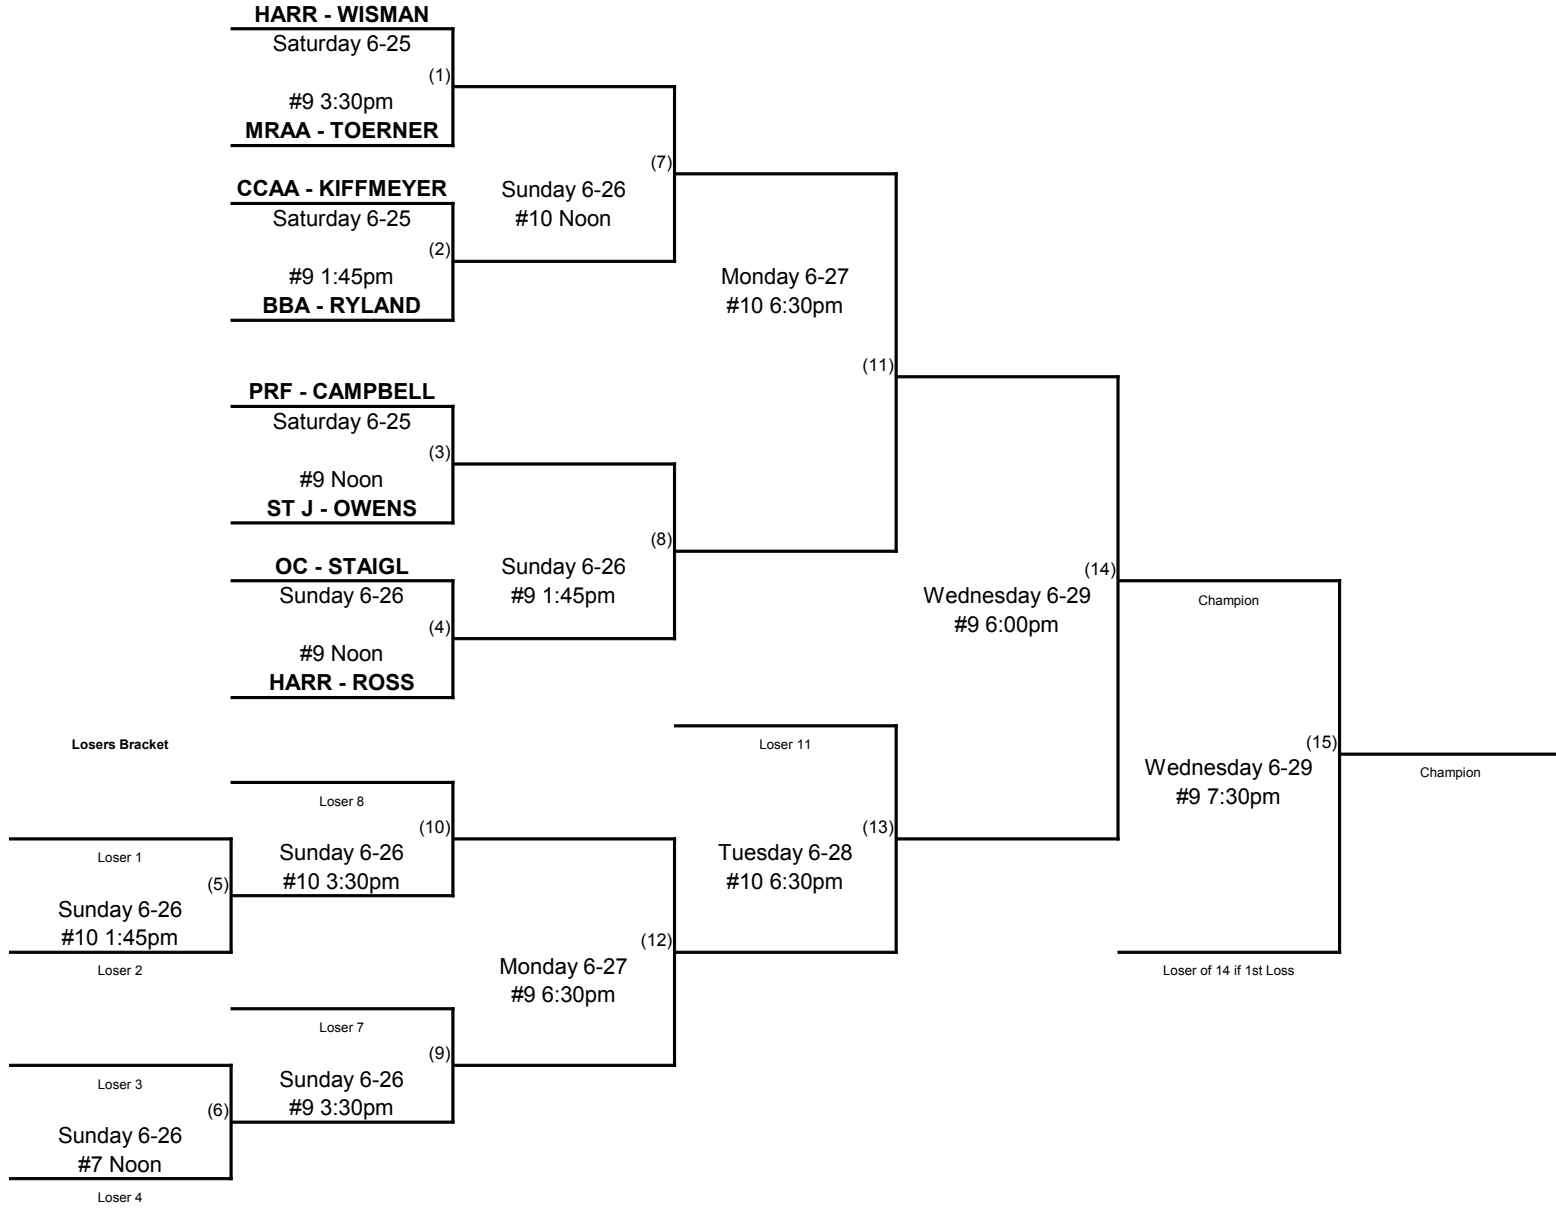 HARR - WISMAN
Saturday 6-25
(1)
#9 3:30pm
MRAA - TOERNER
(7)
CCAA - KIFFMEYER
Sunday 6-26
Saturday 6-25
#10 Noon
(2)
#9 1:45pm
Monday 6-27
BBA - RYLAND
#10 6:30pm
(11)
PRF - CAMPBELL
Saturday 6-25
(3)
#9 Noon
ST J - OWENS
(8)
OC - STAIGL
Sunday 6-26
(14)
Sunday 6-26
#9 1:45pm
Wednesday 6-29
Champion
(4)
#9 6:00pm
#9 Noon
HARR - ROSS
Losers Bracket
Loser 11
(15)
Wednesday 6-29
Champion
#9 7:30pm
Loser 8
(10)
(13)
Loser 1
Sunday 6-26
Tuesday 6-28
(5)
#10 3:30pm
#10 6:30pm
Sunday 6-26
#10 1:45pm
(12)
Loser 2
Monday 6-27
Loser of 14 if 1st Loss
#9 6:30pm
Loser 7
(9)
Loser 3
Sunday 6-26
(6)
#9 3:30pm
Sunday 6-26
#7 Noon
Loser 4